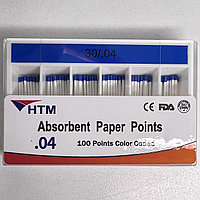 30/.04
HTM
CE FDA
Absorbent Paper Points
.04
100 Points Color Coded